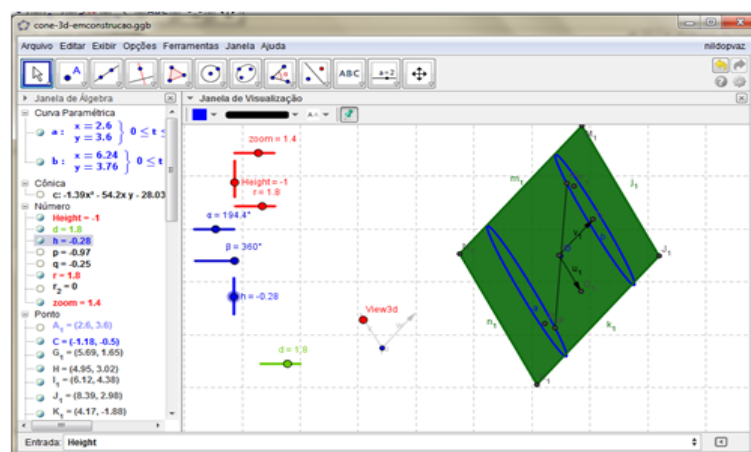 cone-3d-emconstrucao.ggb
Arquivo Editar Exibir Opções Ferramentas Janela Ajuda
nildopvaz
A
ABC
a=2
Janela de Álgebra
Janela de Visualização
Curva Paramétrica
a : x = 2.6 y = 3.6 } 0 ≤ t ≤
b : x = 6.24 y = 3.76 } 0 ≤ t
Cônica
c: -1.39x² - 54.2x y - 28.03
Número
Height = -1
d = 1.8
h = -0.28
p = -0.97
q = -0.25
r = 1.8
r₂ = 0
zoom = 1.4
Ponto
A₁ = (2.6, 3.6)
C = (-1.18, -0.5)
G₁ = (5.69, 1.65)
H = (4.95, 3.02)
I₁ = (6.12, 4.38)
J₁ = (8.39, 2.98)
K₁ = (4.17, -1.88)
zoom = 1.4
Height = -1
r = 1.8
α = 194.4°
β = 360°
h = -0.28
d = 1.8
View3d
m₁
j₁
J₁
v₁
u₁
n₁
k₁
Entrada: Height